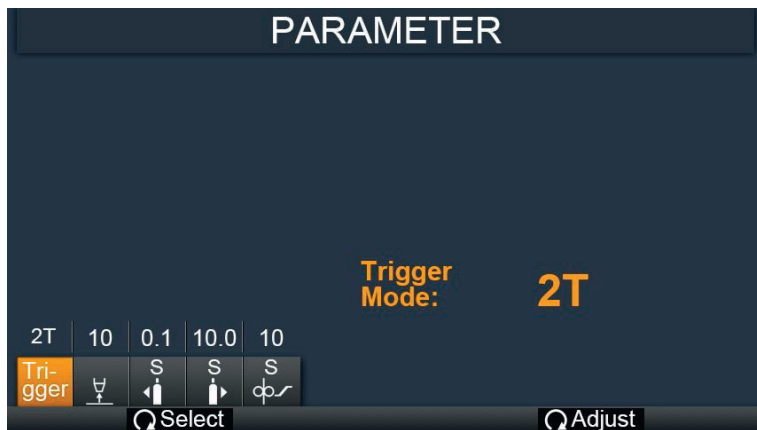 PARAMETER
Trigger
Mode:
2T
2T 10 0.1 10.0 10
Tri-
gger
S S S
Select Adjust